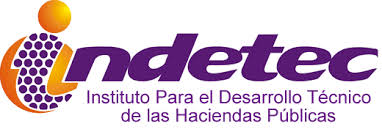 indetec
Instituto Para el Desarrollo Técnico
de las Haciendas Públicas